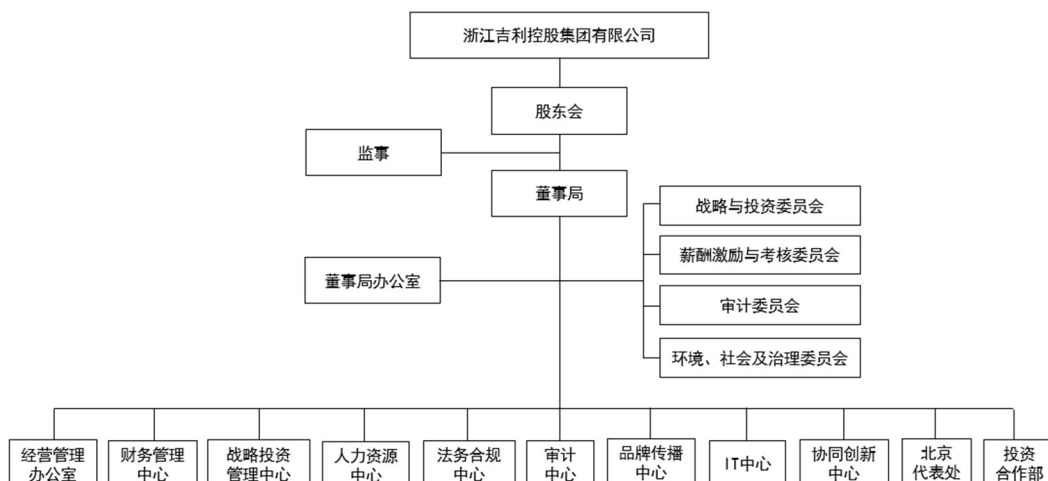 浙江吉利控股集团有限公司
股东会
监事
董事局
战略与投资委员会
薪酬激励与考核委员会
董事局办公室
审计委员会
环境、社会及治理委员会
经营管理
办公室
财务管理
中心
战略投资
管理中心
人力资源
中心
法务合规
中心
审计
中心
品牌传播
中心
IT中心
协同创新
中心
北京
代表处
投资
合作部